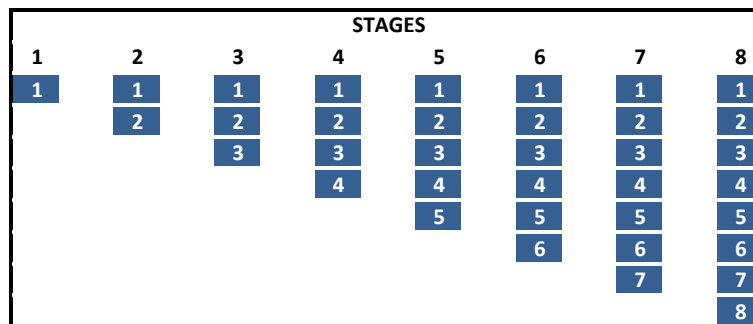 STAGES
1 2 3 4 5 6 7 8
1 1 1 1 1 1 1 1
2 2 2 2 2 2 2
3 3 3 3 3 3
4 4 4 4 4
5 5 5 5
6 6 6
7 7
8